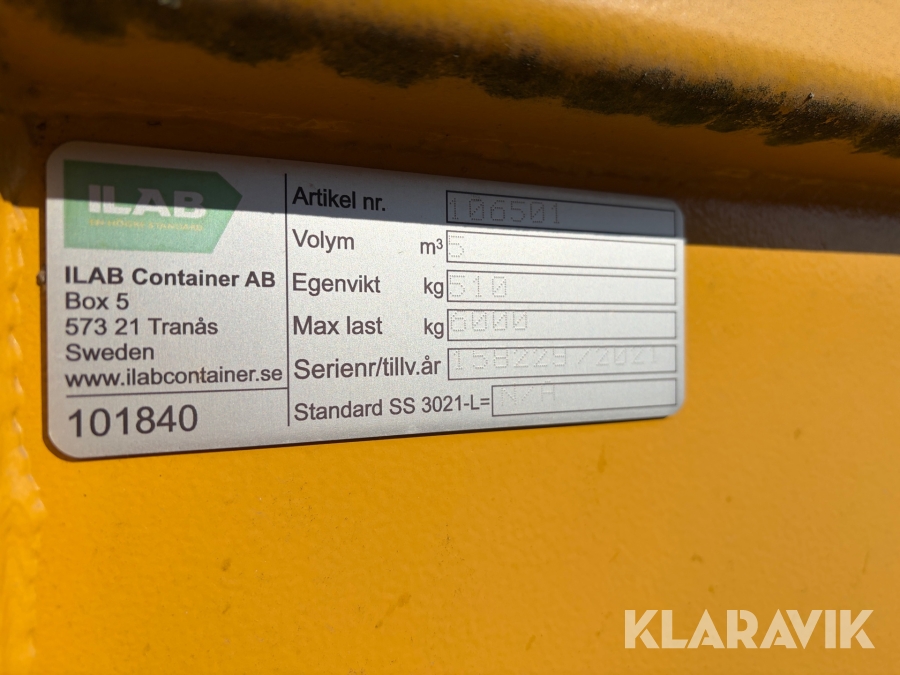 ILAB
ILAB Container AB
Box 5
573 21 Tranås
Sweden
www.ilabcontainer.se
101840
Artikel nr. 106501
Volym m³ 5
Egenvikt kg 510
Max last kg 6000
Serienr/tillv.år 158229/2021
Standard SS 3021-L= N/A
KLARAVIK